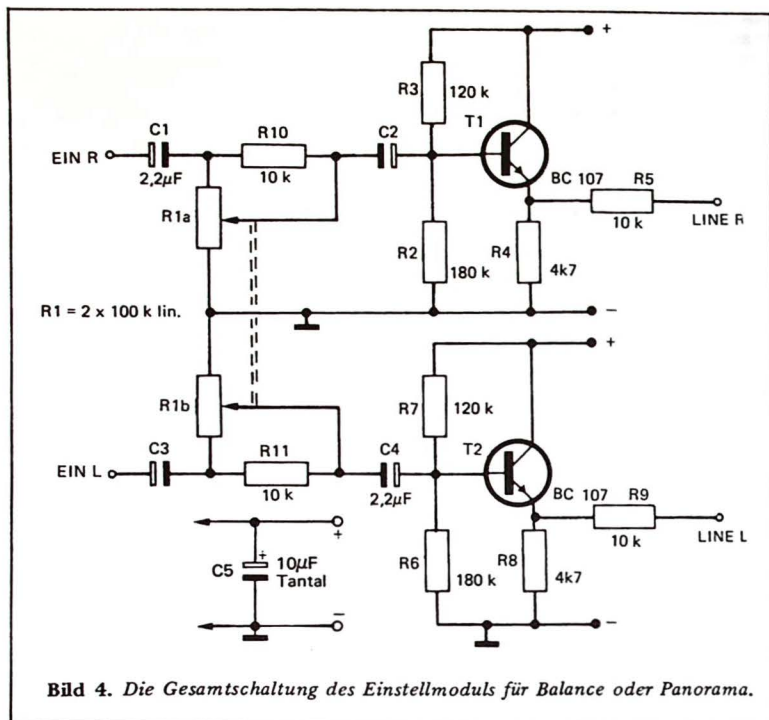 +
R3
120 k
T1
C1
R10
C2
EIN R
2,2µF
10 k
BC 107
R5
10 k
LINE R
R1a
R2
180 k
R4
4k7
R1 = 2 x 100 k lin.
−
+
R7
120 k
R1b
T2
C3
R11
C4
EIN L
10 k
2,2µF
BC 107
R9
10 k
LINE L
+
C5
+
10µF
Tantal
R6
180 k
R8
4k7
−
−
Bild 4. Die Gesamtschaltung des Einstellmoduls für Balance oder Panorama.